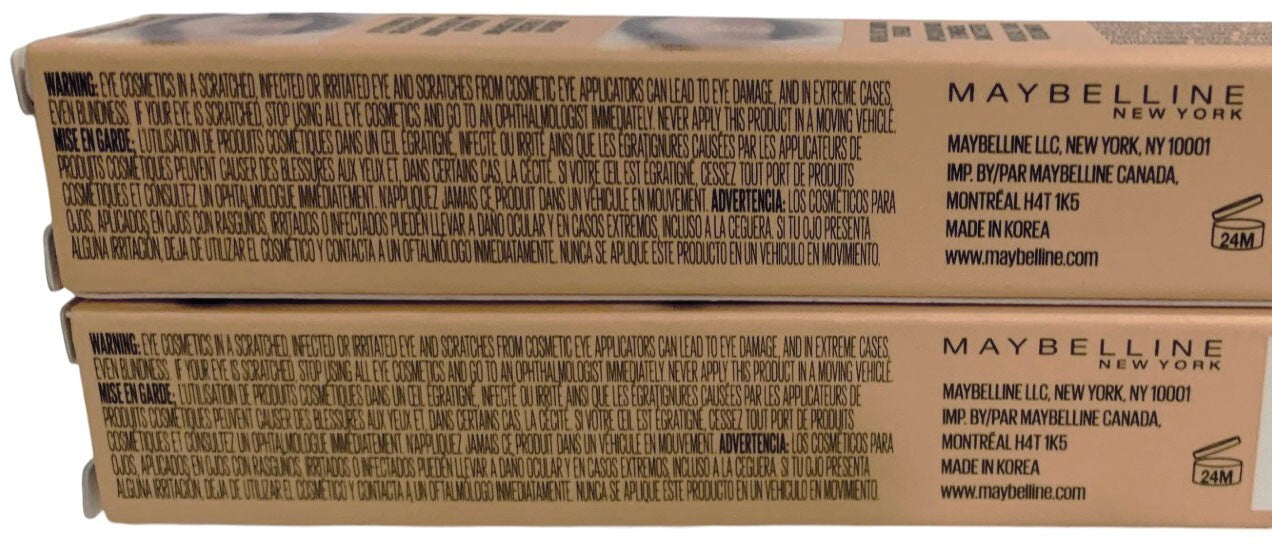 WARNING: EYE COSMETICS IN A SCRATCHED, INFECTED OR IRRITATED EYE AND SCRATCHES FROM COSMETIC EYE APPLICATORS CAN LEAD TO EYE DAMAGE, AND IN EXTREME CASES,
EVEN BLINDNESS. IF YOUR EYE IS SCRATCHED, STOP USING ALL EYE COSMETICS AND GO TO AN OPHTHALMOLOGIST IMMEDIATELY. NEVER APPLY THIS PRODUCT IN A MOVING VEHICLE.
MISE EN GARDE: L'UTILISATION DE PRODUITS COSMÉTIQUES DANS UN ŒIL ÉGRATIGNÉ, INFECTÉ OU IRRITÉ AINSI QUE LES ÉGRATIGNURES CAUSÉES PAR LES APPLICATEURS DE
PRODUITS COSMÉTIQUES PEUVENT CAUSER DES BLESSURES AUX YEUX ET, DANS CERTAINS CAS, LA CÉCITÉ. SI VOTRE ŒIL EST ÉGRATIGNÉ, CESSEZ TOUT PORT DE PRODUITS
COSMÉTIQUES ET CONSULTEZ UN OPHTALMOLOGUE IMMÉDIATEMENT. N'APPLIQUEZ JAMAIS CE PRODUIT DANS UN VÉHICULE EN MOUVEMENT. ADVERTENCIA: LOS COSMÉTICOS PARA
OJOS, APLICADOS EN OJOS CON RASGUÑOS, IRRITADOS O INFECTADOS PUEDEN LLEVAR A DAÑO OCULAR Y EN CASOS EXTREMOS, INCLUSO A LA CEGUERA. SI TU OJO PRESENTA
ALGUNA IRRITACIÓN, DEJA DE UTILIZAR EL COSMÉTICO Y CONTACTA A UN OFTALMÓLOGO INMEDIATAMENTE. NUNCA SE APLIQUE ESTE PRODUCTO EN UN VEHÍCULO EN MOVIMIENTO.
MAYBELLINE
NEW YORK
MAYBELLINE LLC, NEW YORK, NY 10001
IMP. BY/PAR MAYBELLINE CANADA,
MONTRÉAL H4T 1K5
MADE IN KOREA
www.maybelline.com
24M
WARNING: EYE COSMETICS IN A SCRATCHED, INFECTED OR IRRITATED EYE AND SCRATCHES FROM COSMETIC EYE APPLICATORS CAN LEAD TO EYE DAMAGE, AND IN EXTREME CASES,
EVEN BLINDNESS. IF YOUR EYE IS SCRATCHED, STOP USING ALL EYE COSMETICS AND GO TO AN OPHTHALMOLOGIST IMMEDIATELY. NEVER APPLY THIS PRODUCT IN A MOVING VEHICLE.
MISE EN GARDE: L'UTILISATION DE PRODUITS COSMÉTIQUES DANS UN ŒIL ÉGRATIGNÉ, INFECTÉ OU IRRITÉ AINSI QUE LES ÉGRATIGNURES CAUSÉES PAR LES APPLICATEURS DE
PRODUITS COSMÉTIQUES PEUVENT CAUSER DES BLESSURES AUX YEUX ET, DANS CERTAINS CAS, LA CÉCITÉ. SI VOTRE ŒIL EST ÉGRATIGNÉ, CESSEZ TOUT PORT DE PRODUITS
COSMÉTIQUES ET CONSULTEZ UN OPHTALMOLOGUE IMMÉDIATEMENT. N'APPLIQUEZ JAMAIS CE PRODUIT DANS UN VÉHICULE EN MOUVEMENT. ADVERTENCIA: LOS COSMÉTICOS PARA
OJOS, APLICADOS EN OJOS CON RASGUÑOS, IRRITADOS O INFECTADOS PUEDEN LLEVAR A DAÑO OCULAR Y EN CASOS EXTREMOS, INCLUSO A LA CEGUERA. SI TU OJO PRESENTA
ALGUNA IRRITACIÓN, DEJA DE UTILIZAR EL COSMÉTICO Y CONTACTA A UN OFTALMÓLOGO INMEDIATAMENTE. NUNCA SE APLIQUE ESTE PRODUCTO EN UN VEHÍCULO EN MOVIMIENTO.
MAYBELLINE
NEW YORK
MAYBELLINE LLC, NEW YORK, NY 10001
IMP. BY/PAR MAYBELLINE CANADA,
MONTRÉAL H4T 1K5
MADE IN KOREA
www.maybelline.com
24M